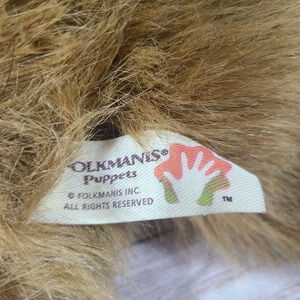 FOLKMANIS®
Puppets
© FOLKMANIS INC.
ALL RIGHTS RESERVED
TM